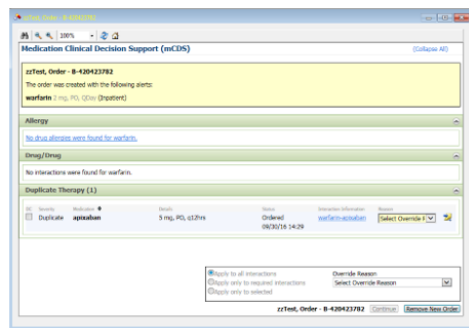 zzTest, Order - B-420423782
100%
Medication Clinical Decision Support (mCDS)
(Collapse All)
zzTest, Order - B-420423782
The order was created with the following alerts:
warfarin 2 mg, PO, QDay (Inpatient)
Allergy
No drug allergies were found for warfarin.
Drug/Drug
No interactions were found for warfarin.
Duplicate Therapy (1)
Severity Medication Details Status Interaction Information Reason
Duplicate apixaban 5 mg, PO, q12hrs Ordered warfarin-apixaban Select Override R
09/30/16 14:29
Apply to all interactions Override Reason
Apply only to required interactions Select Override Reason
Apply only to selected
zzTest, Order - B-420423782 Continue Remove New Order